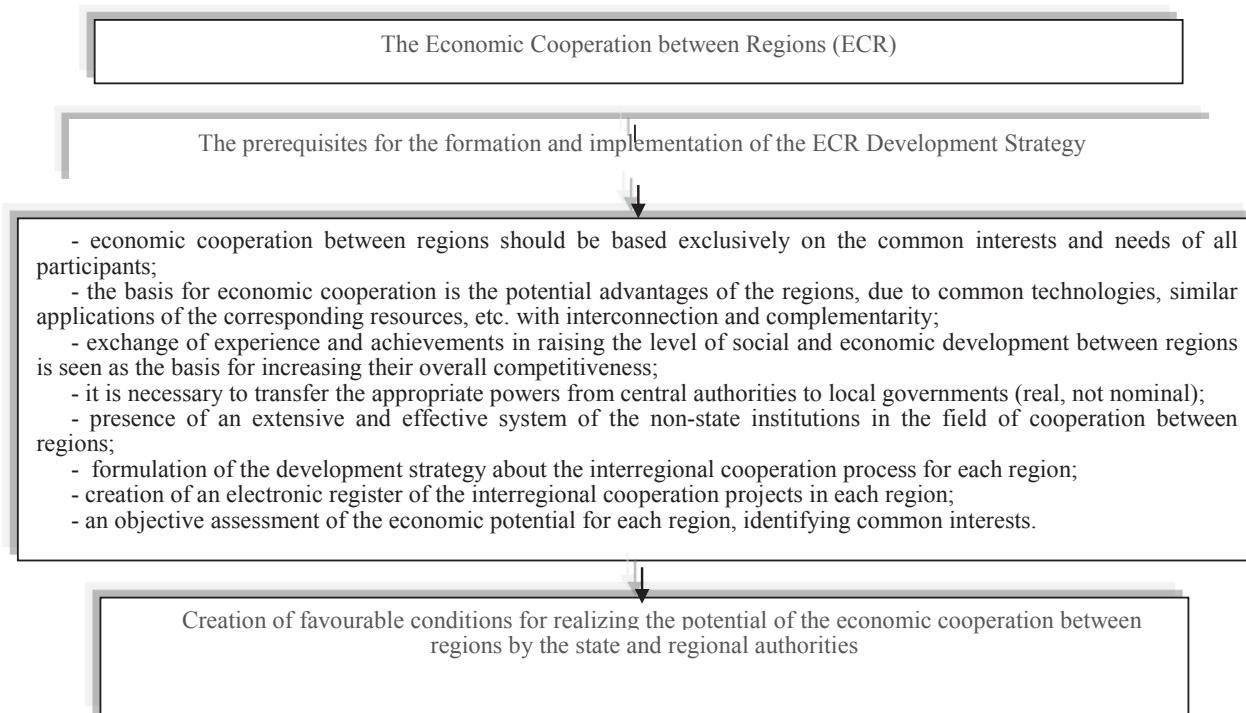 The Economic Cooperation between Regions (ECR)
The prerequisites for the formation and implementation of the ECR Development Strategy
- economic cooperation between regions should be based exclusively on the common interests and needs of all
participants;
- the basis for economic cooperation is the potential advantages of the regions, due to common technologies, similar
applications of the corresponding resources, etc. with interconnection and complementarity;
- exchange of experience and achievements in raising the level of social and economic development between regions
is seen as the basis for increasing their overall competitiveness;
- it is necessary to transfer the appropriate powers from central authorities to local governments (real, not nominal);
- presence of an extensive and effective system of the non-state institutions in the field of cooperation between
regions;
- formulation of the development strategy about the interregional cooperation process for each region;
- creation of an electronic register of the interregional cooperation projects in each region;
- an objective assessment of the economic potential for each region, identifying common interests.
Creation of favourable conditions for realizing the potential of the economic cooperation between
regions by the state and regional authorities